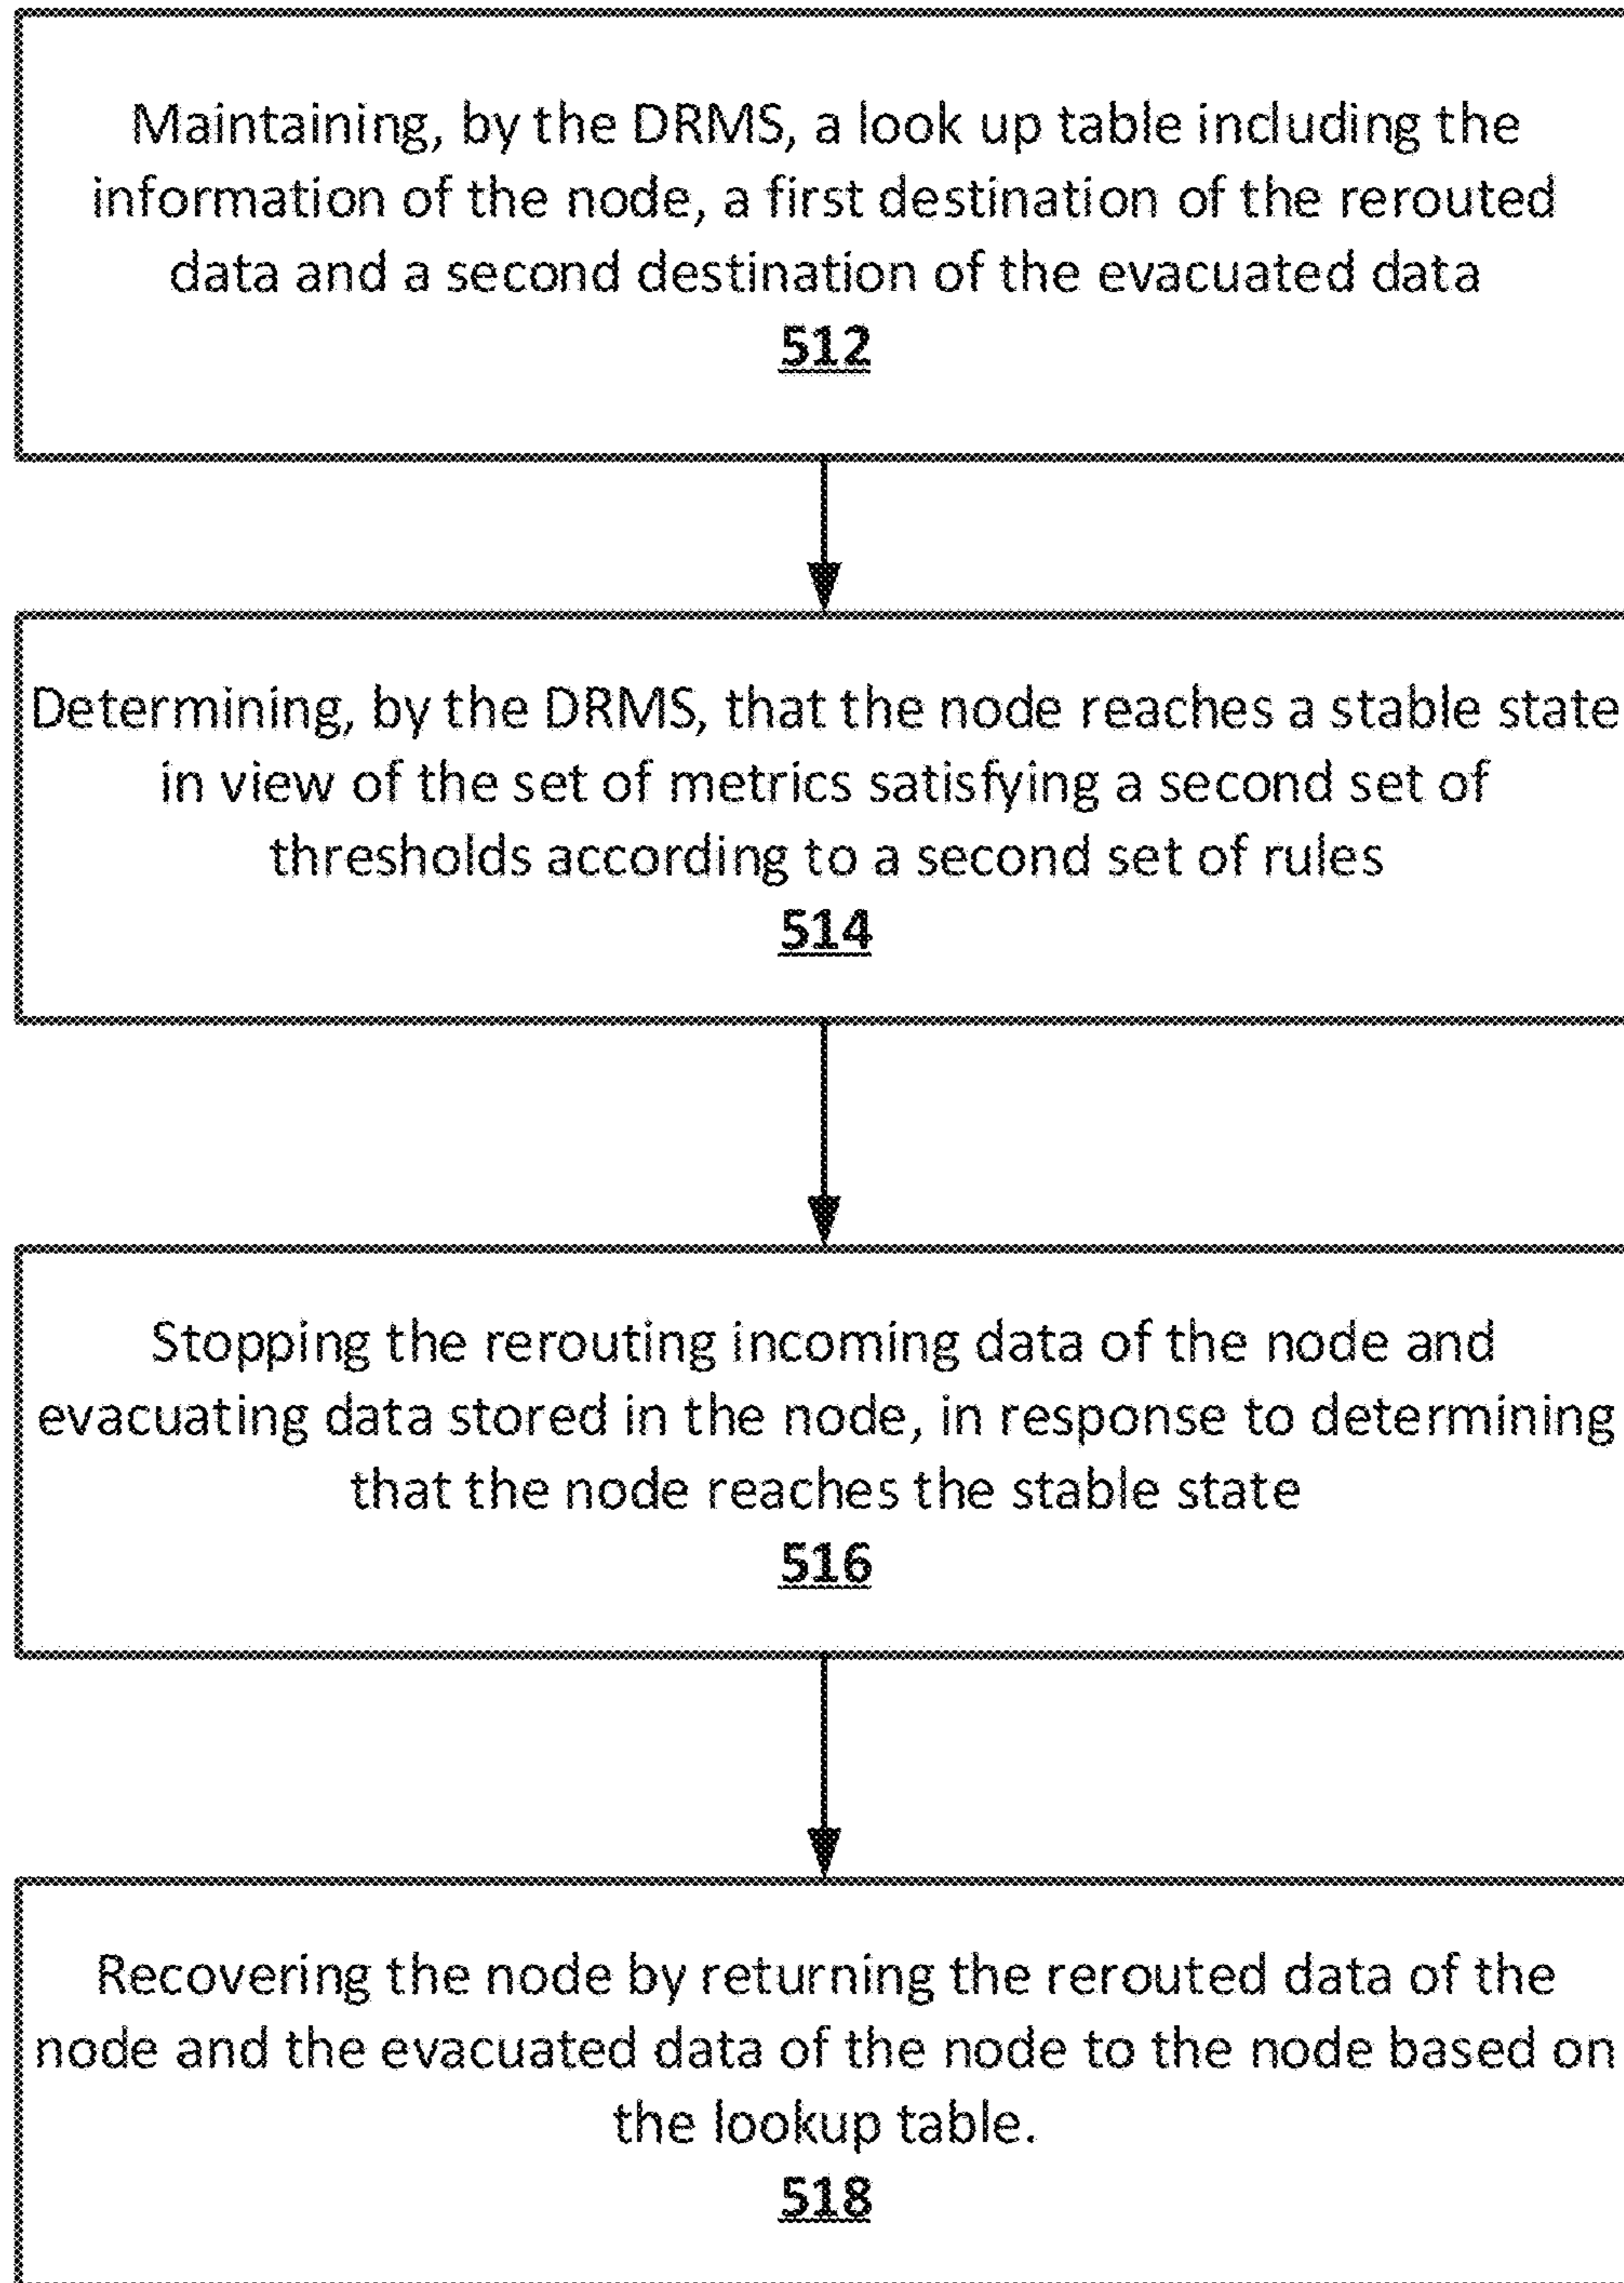 Maintaining, by the DRMS, a look up table including the
information of the node, a first destination of the rerouted
data and a second destination of the evacuated data
512
Determining, by the DRMS, that the node reaches a stable state
in view of the set of metrics satisfying a second set of
thresholds according to a second set of rules
514
Stopping the rerouting incoming data of the node and
evacuating data stored in the node, in response to determining
that the node reaches the stable state
516
Recovering the node by returning the rerouted data of the
node and the evacuated data of the node to the node based on
the lookup table.
518